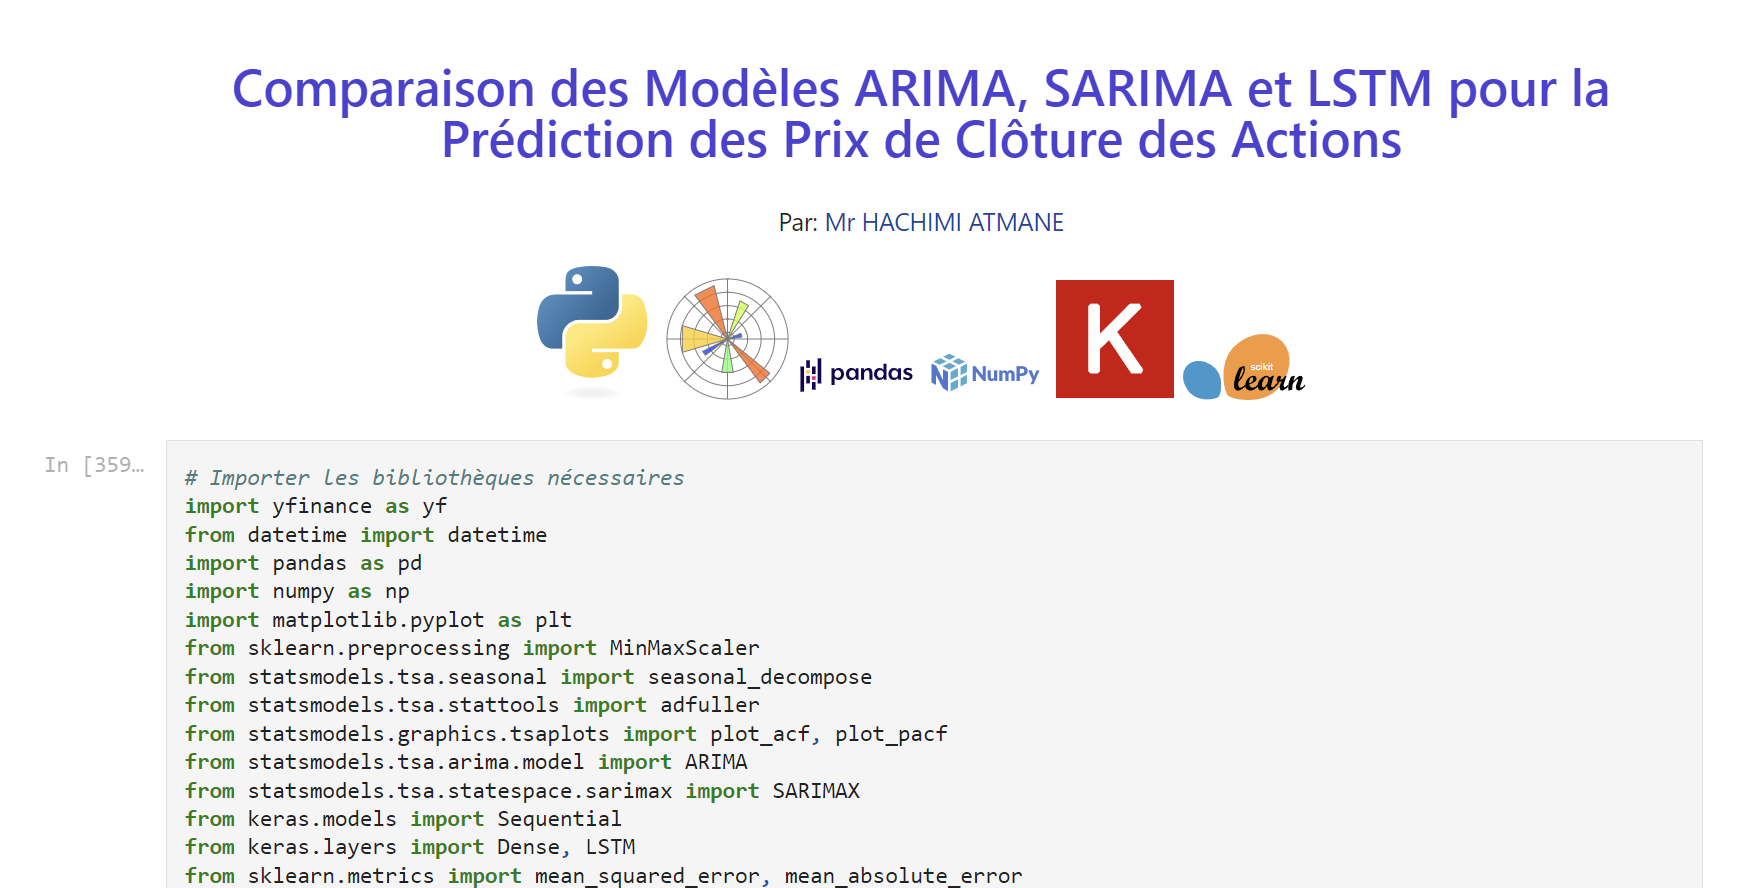 Comparaison des Modèles ARIMA, SARIMA et LSTM pour la
Prédiction des Prix de Clôture des Actions
Par: Mr HACHIMI ATMANE
pandas
NumPy
K
scikit
learn
In [359…
# Importer les bibliothèques nécessaires
import yfinance as yf
from datetime import datetime
import pandas as pd
import numpy as np
import matplotlib.pyplot as plt
from sklearn.preprocessing import MinMaxScaler
from statsmodels.tsa.seasonal import seasonal_decompose
from statsmodels.tsa.stattools import adfuller
from statsmodels.graphics.tsaplots import plot_acf, plot_pacf
from statsmodels.tsa.arima.model import ARIMA
from statsmodels.tsa.statespace.sarimax import SARIMAX
from keras.models import Sequential
from keras.layers import Dense, LSTM
from sklearn.metrics import mean_squared_error, mean_absolute_error